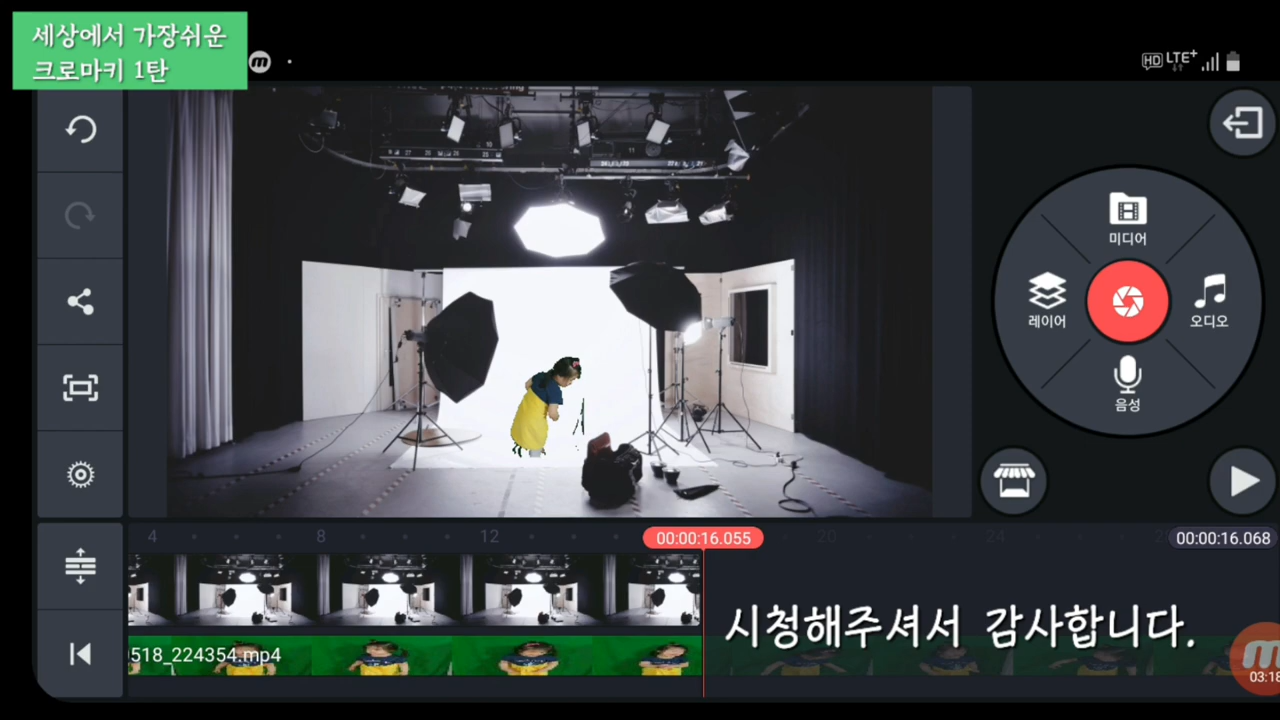 세상에서 가장쉬운
크로마키 1탄
HD LTE+
미디어
레이어
오디오
음성
4
8
12
00:00:16.055
20
24
00:00:16.068
시청해주셔서 감사합니다.
518_224354.mp4
03:18